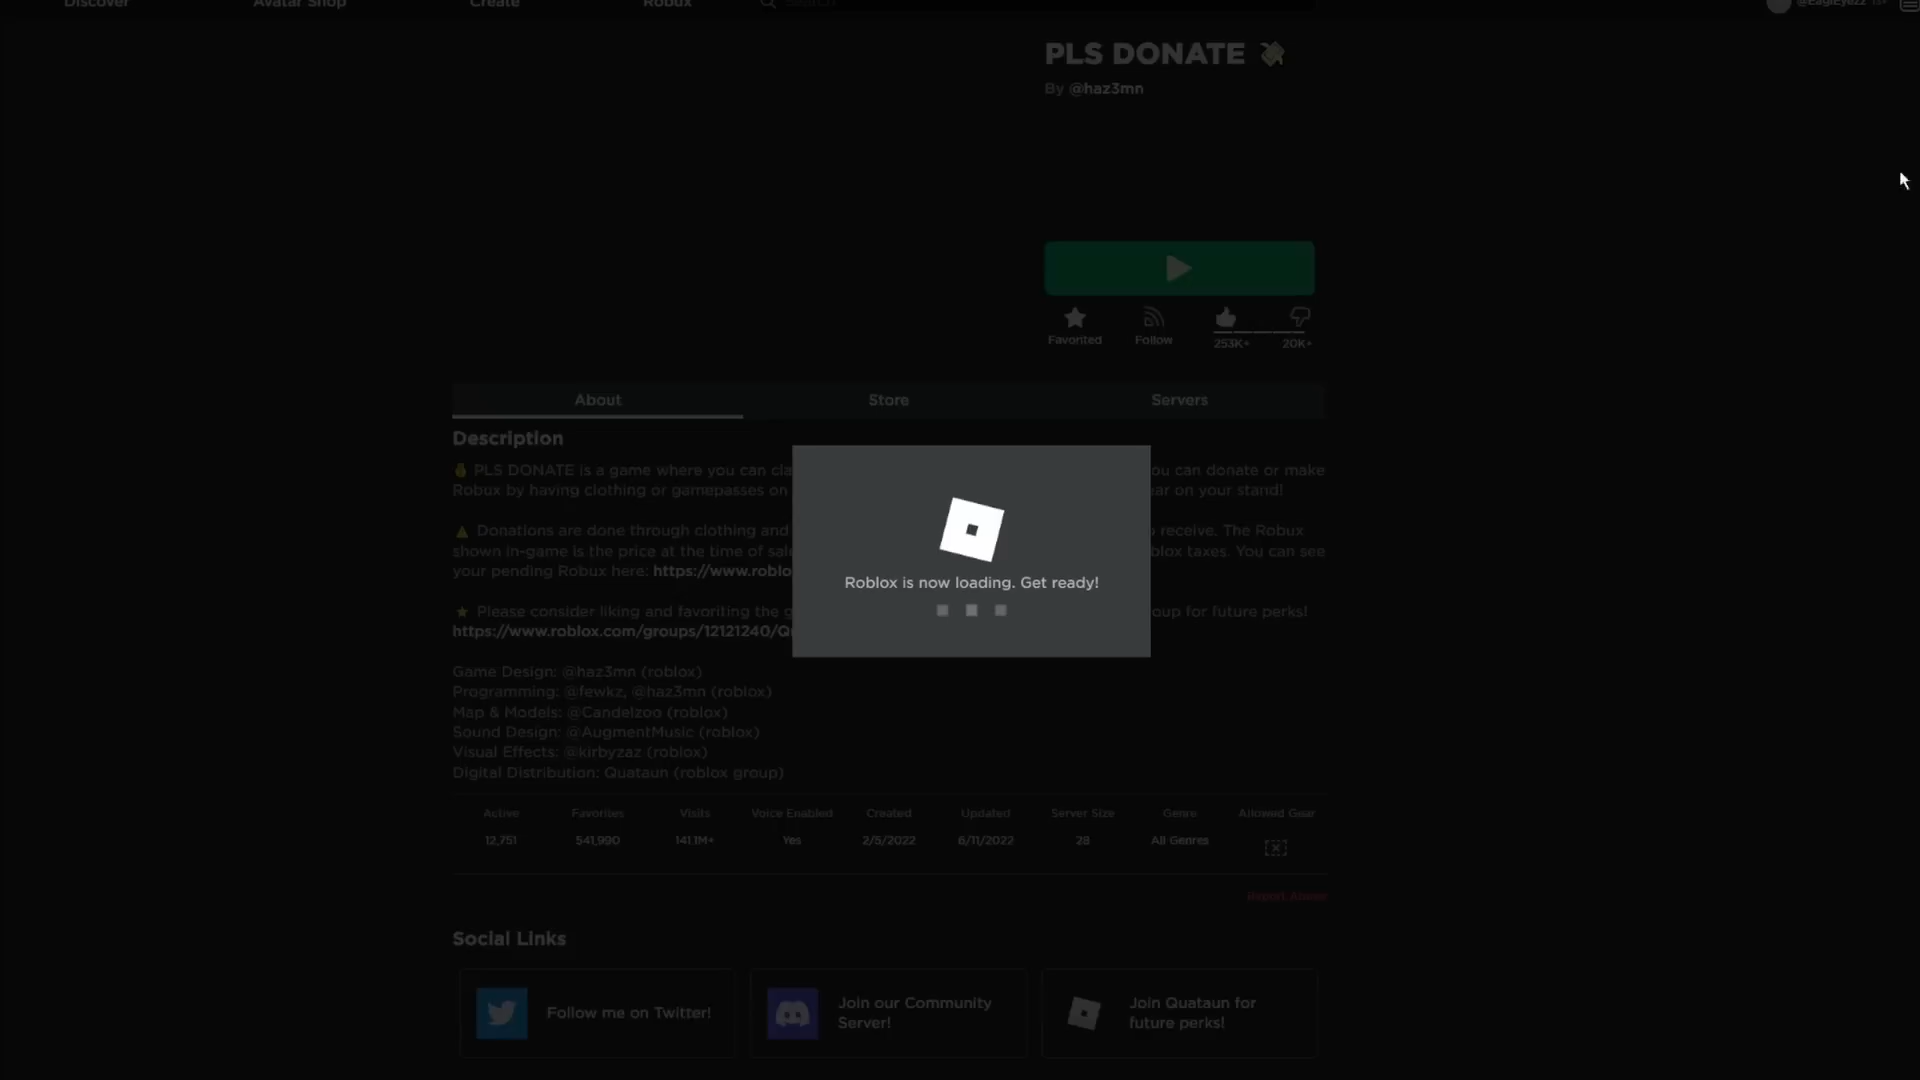 Discover Avatar Shop Create Robux Search @EaglEyezz 13+
PLS DONATE
By @haz3mn
Favorited Follow 253K+ 20K+
About Store Servers
Description
PLS DONATE is a game where you can cla ou can donate or make
Robux by having clothing or gamepasses on ar on your stand!
Donations are done through clothing and o receive. The Robux
shown in-game is the price at the time of sale blox taxes. You can see
your pending Robux here: https://www.roblo
Please consider liking and favoriting the g oup for future perks!
https://www.roblox.com/groups/12121240/Qu
Roblox is now loading. Get ready!
Game Design: @haz3mn (roblox)
Programming: @fewkz, @haz3mn (roblox)
Map & Models: @Candelzoo (roblox)
Sound Design: @AugmentMusic (roblox)
Visual Effects: @kirbyzaz (roblox)
Digital Distribution: Quataun (roblox group)
Active Favorites Visits Voice Enabled Created Updated Server Size Genre Allowed Gear
12,751 541,990 141.1M+ Yes 2/5/2022 6/11/2022 28 All Genres
Report Abuse
Social Links
Follow me on Twitter!
Join our Community
Server!
Join Quataun for
future perks!